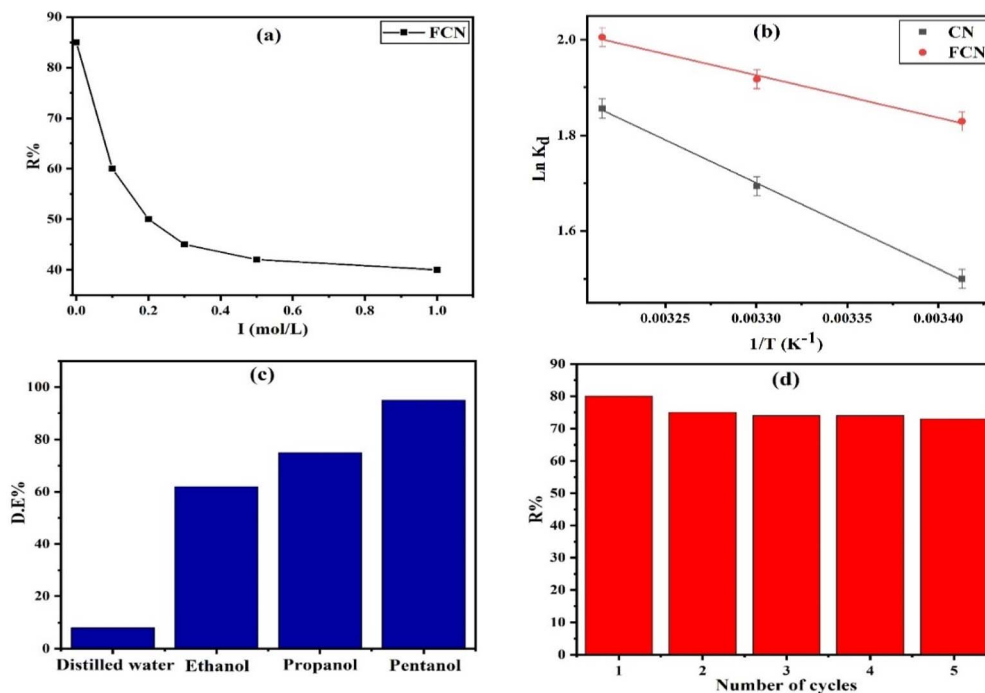 (a)
FCN
R%
90
80
70
60
50
40
0.0 0.2 0.4 0.6 0.8 1.0
I (mol/L)
(b)
CN
FCN
Ln Kd
2.0
1.8
1.6
0.00325 0.00330 0.00335 0.00340
1/T (K-1)
(c)
D.E%
100
80
60
40
20
0
Distilled water Ethanol Propanol Pentanol
(d)
R%
90
80
70
60
50
40
30
20
10
0
1 2 3 4 5
Number of cycles